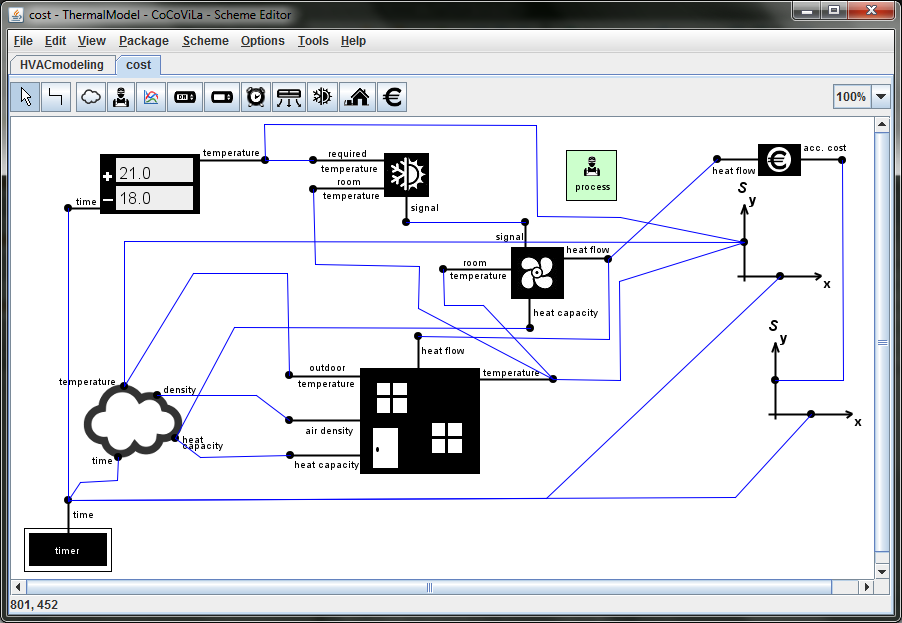 cost - ThermalModel - CoCoViLa - Scheme Editor
File Edit View Package Scheme Options Tools Help
HVACmodeling cost
100%
temperature
21.0
18.0
time
required
temperature
room
temperature
signal
process
acc. cost
heat flow
S
y
x
signal
heat flow
room
temperature
heat capacity
S
y
x
heat flow
outdoor
temperature
temperature
air density
heat capacity
temperature
density
heat
capacity
time
time
timer
801, 452